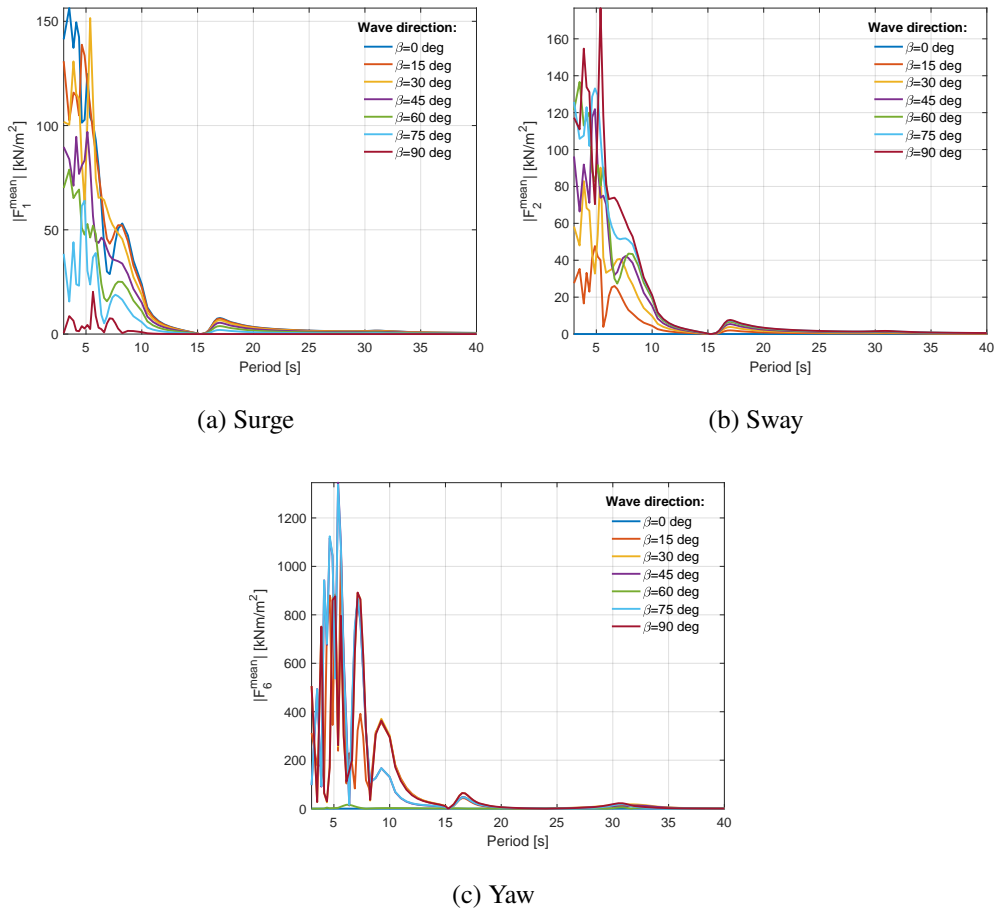 Wave direction:
β=0 deg
β=15 deg
β=30 deg
β=45 deg
β=60 deg
β=75 deg
β=90 deg
|F₁ᵐᵉᵃⁿ| [kN/m²]
150
100
50
0
5 10 15 20 25 30 35 40
Period [s]
(a) Surge
Wave direction:
β=0 deg
β=15 deg
β=30 deg
β=45 deg
β=60 deg
β=75 deg
β=90 deg
|F₂ᵐᵉᵃⁿ| [kN/m²]
160
140
120
100
80
60
40
20
0
5 10 15 20 25 30 35 40
Period [s]
(b) Sway
Wave direction:
β=0 deg
β=15 deg
β=30 deg
β=45 deg
β=60 deg
β=75 deg
β=90 deg
|F₆ᵐᵉᵃⁿ| [kNm/m²]
1200
1000
800
600
400
200
0
5 10 15 20 25 30 35 40
Period [s]
(c) Yaw